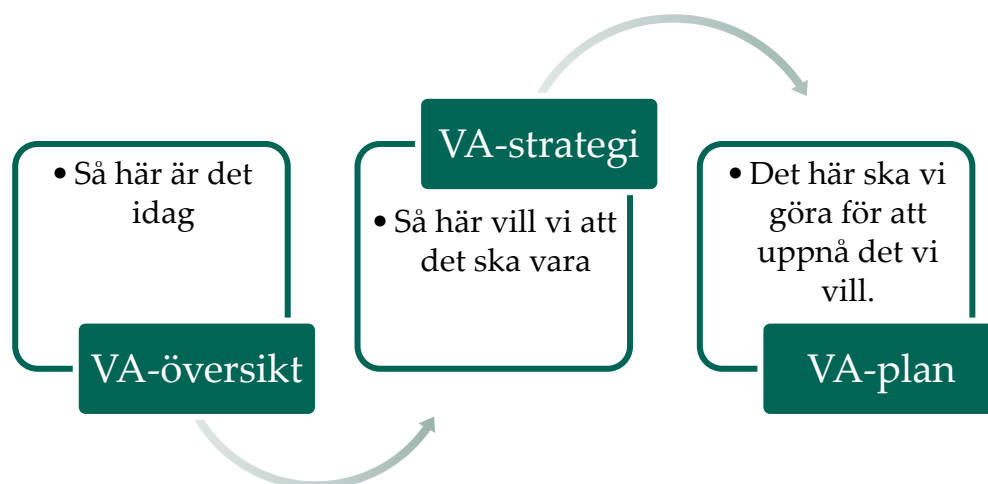 • Så här är det
idag
VA-översikt
VA-strategi
• Så här vill vi att
det ska vara
• Det här ska vi
göra för att
uppnå det vi
vill.
VA-plan